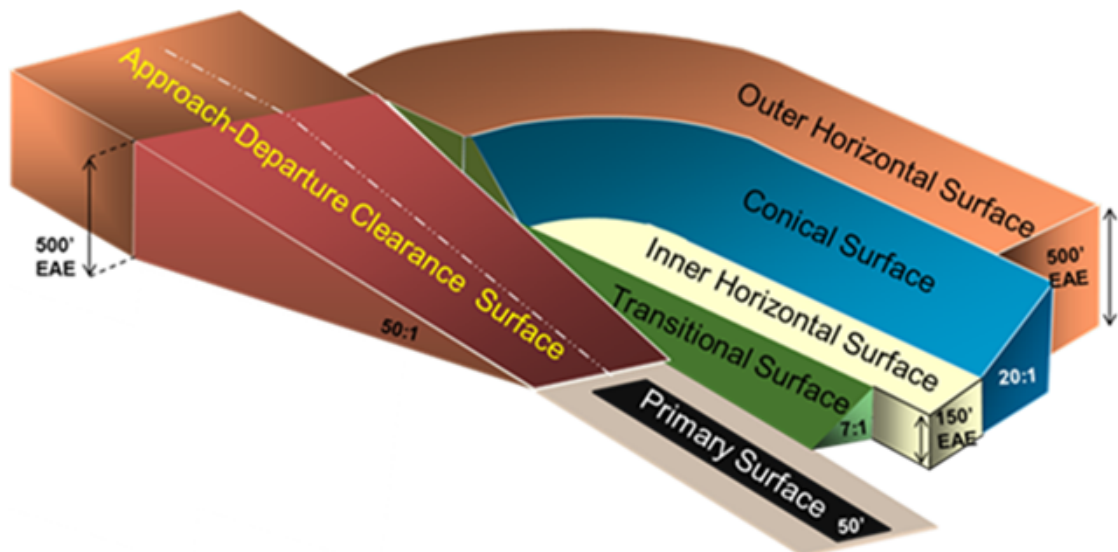 Approach-Departure Clearance Surface
Outer Horizontal Surface
Conical Surface
Inner Horizontal Surface
Transitional Surface
Primary Surface 50'
500'
EAE
50:1
500'
EAE
20:1
150'
EAE
7:1